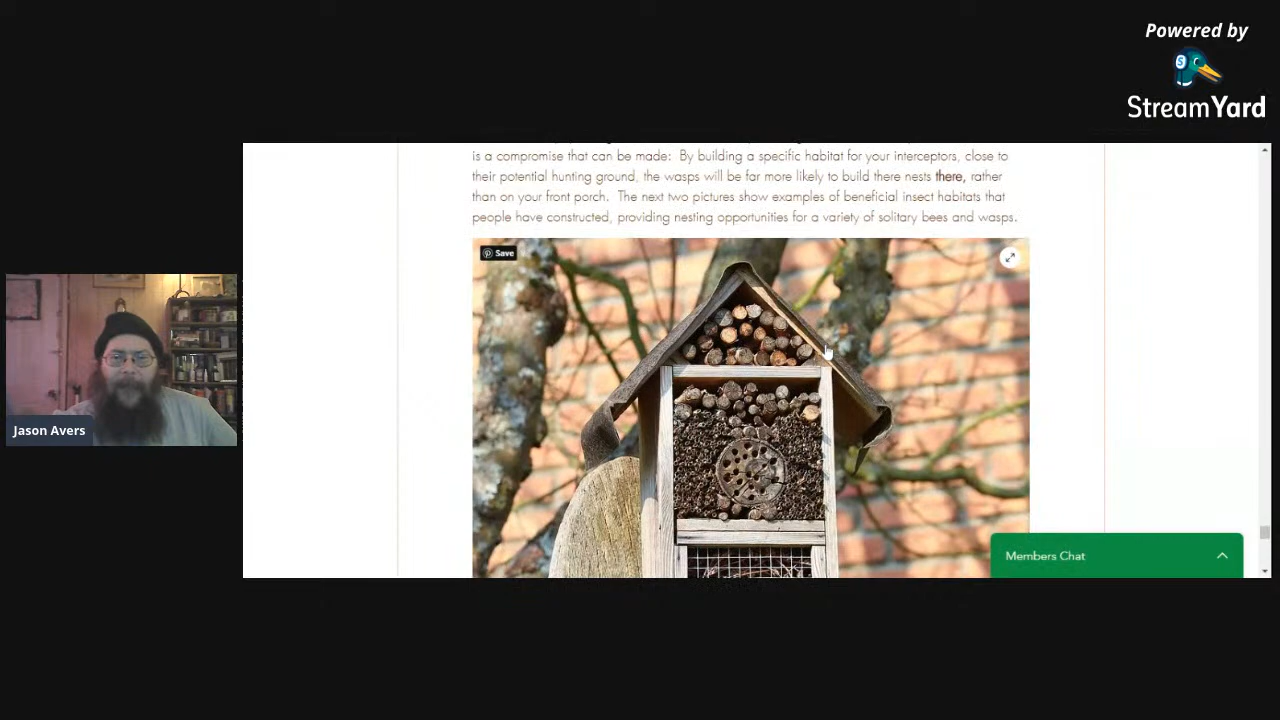 Powered by
StreamYard
is a compromise that can be made: By building a specific habitat for your interceptors, close to
their potential hunting ground, the wasps will be far more likely to build there nests there, rather
than on your front porch. The next two pictures show examples of beneficial insect habitats that
people have constructed, providing nesting opportunities for a variety of solitary bees and wasps.
Save
Jason Avers
Members Chat